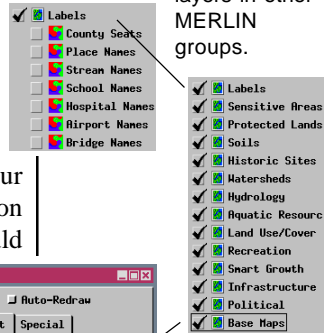 layers in other
MERLIN
groups.
Labels
County Seats
Place Names
Stream Names
School Names
Hospital Names
Airport Names
Bridge Names
Labels
Sensitive Areas
Protected Lands
Soils
Historic Sites
Watersheds
Hydrology
Aquatic Resourc
Land Use/Cover
Recreation
Smart Growth
Infrastructure
Political
Base Maps
ur
on
ld
Auto-Redraw
t Special